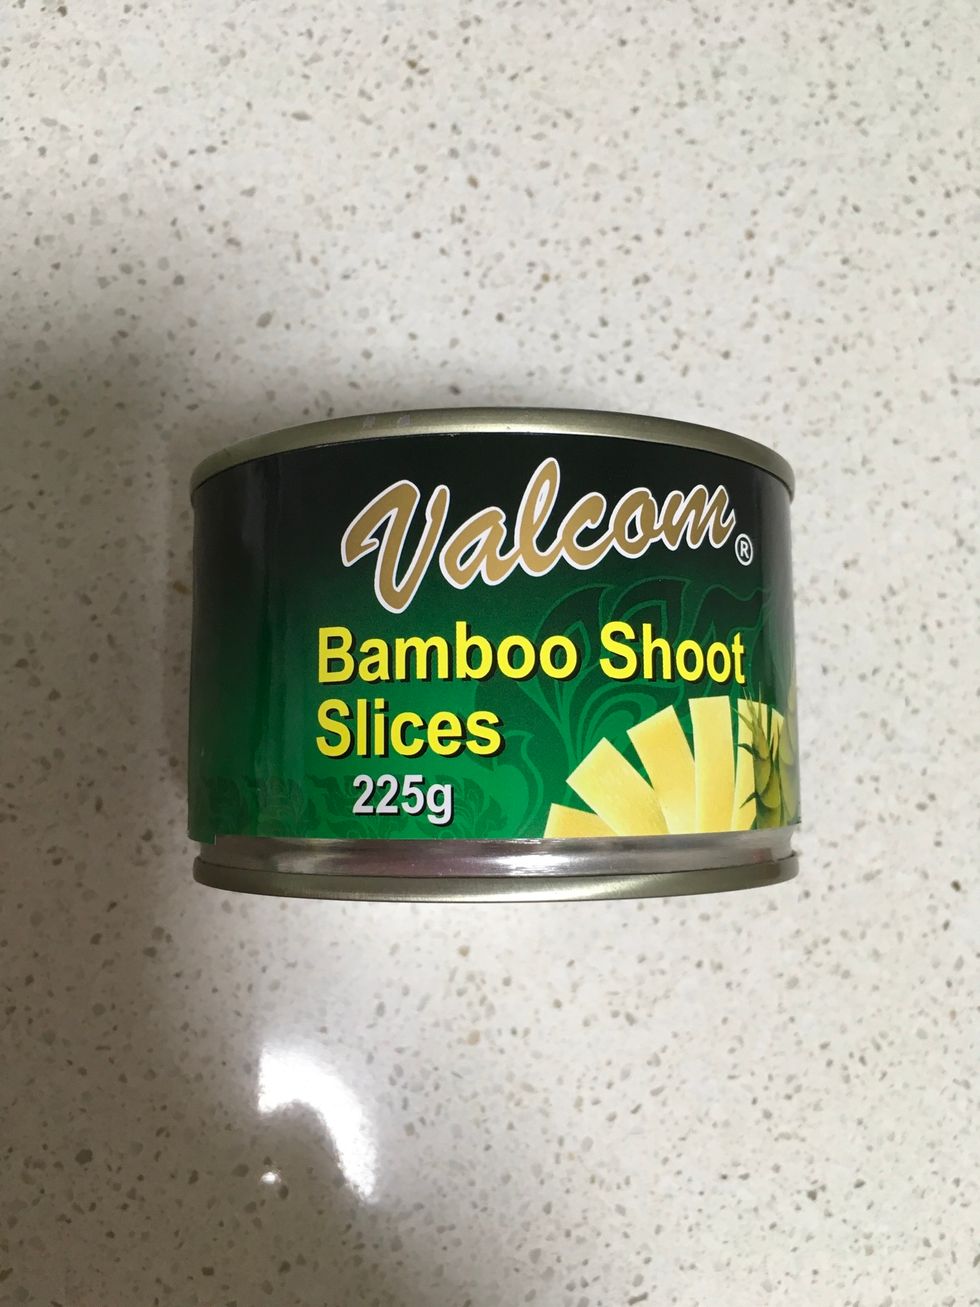 Valcom®
Bamboo Shoot
Slices
225g